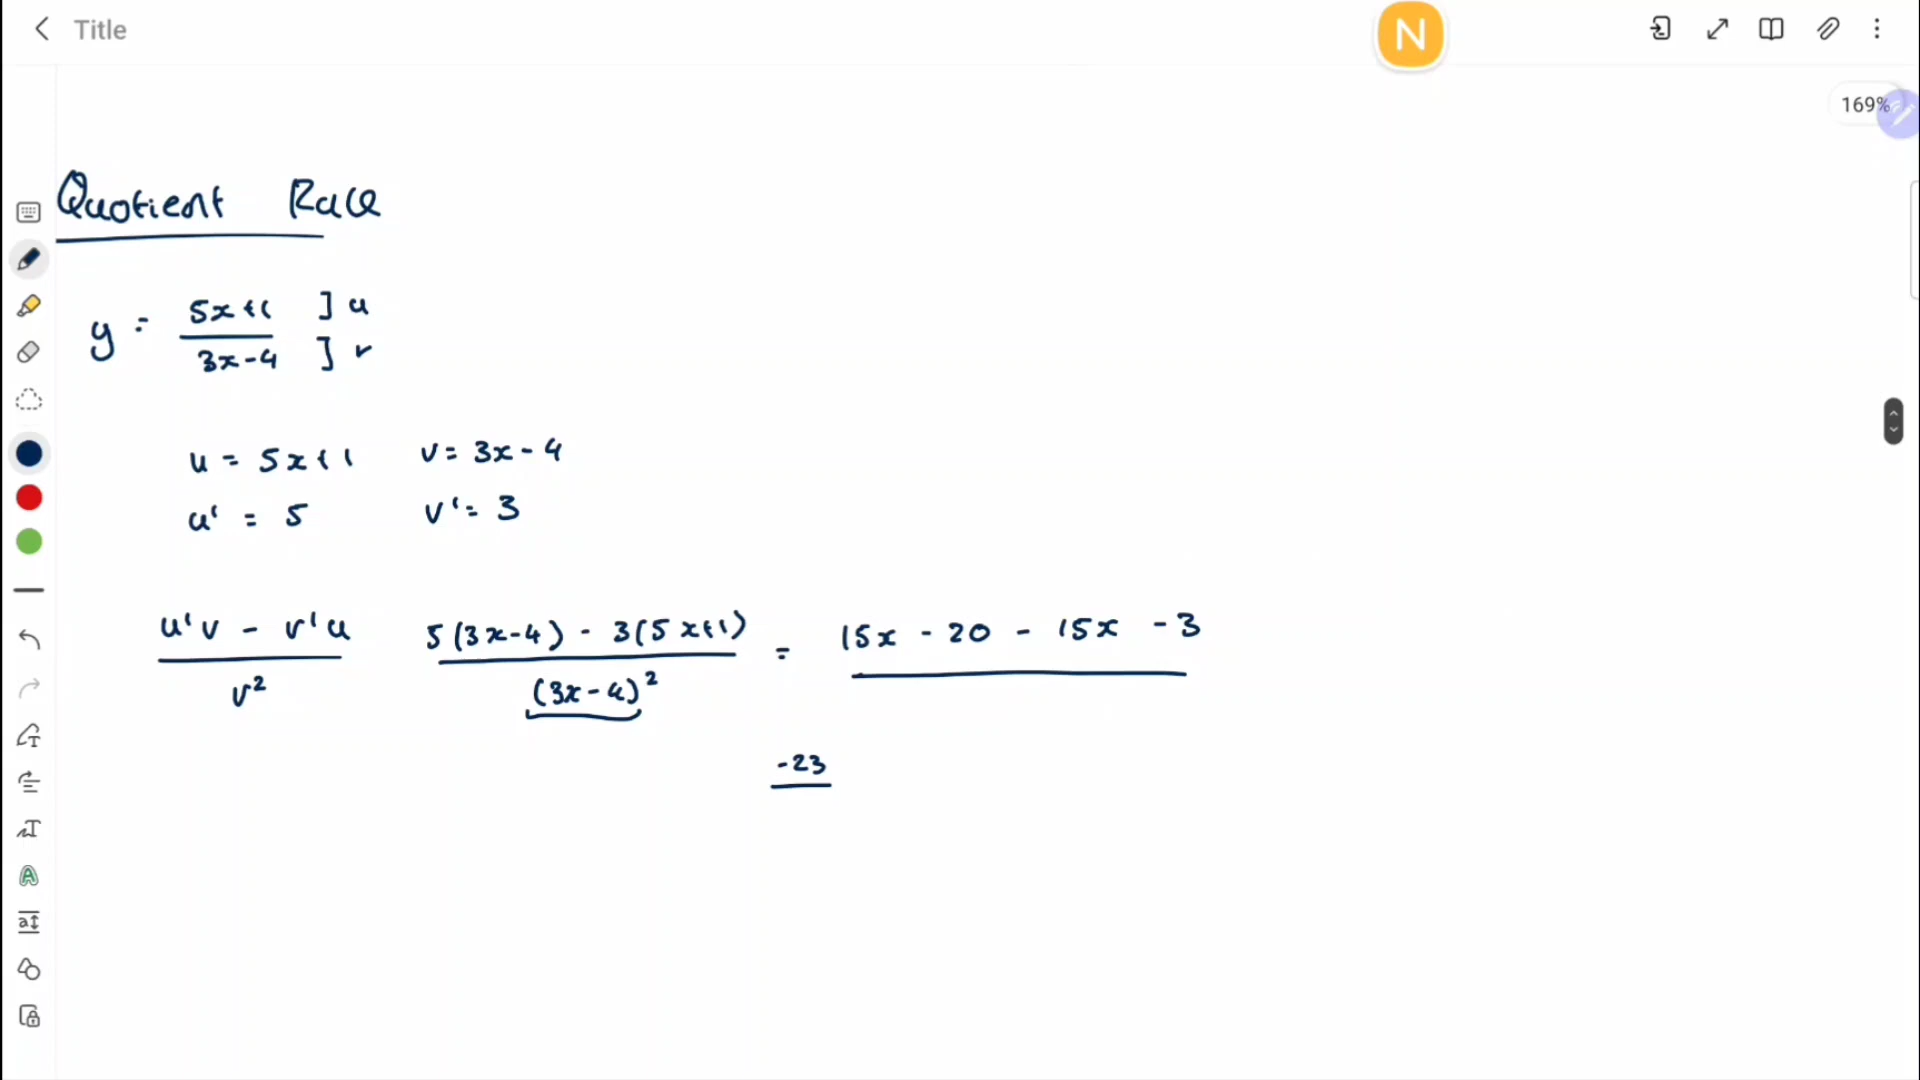 Title
N
169%
Quotient Rule
y = 5x+1 ] u
3x-4 ] v
u = 5x+1 v = 3x-4
u' = 5 v' = 3
u'v - v'u 5(3x-4) - 3(5x+1) = 15x - 20 - 15x - 3
v² (3x-4)²
-23